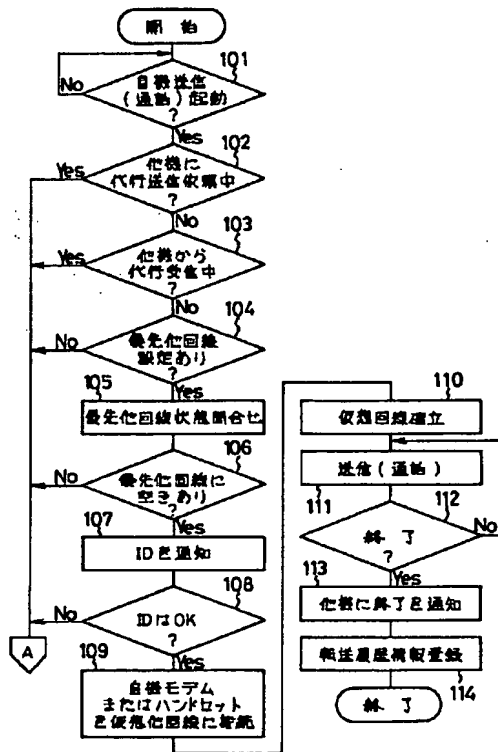 開始
101
自機送信
(通話)起動
?
No
Yes
102
他機に
代行送信依頼中
?
Yes
No
103
他機から
代行受信中
?
Yes
No
104
優先他回線
設定あり
?
No
Yes
105
優先他回線状態問合せ
106
優先他回線に
空きあり
?
No
Yes
107
IDを通知
108
IDはOK
?
No
Yes
A
109
自機モデム
またはハンドセット
を仮想他回線に接続
110
仮想回線確立
送信(通話)
111
112
終了
?
No
Yes
113
他機に終了を通知
転送履歴情報登録
114
終了